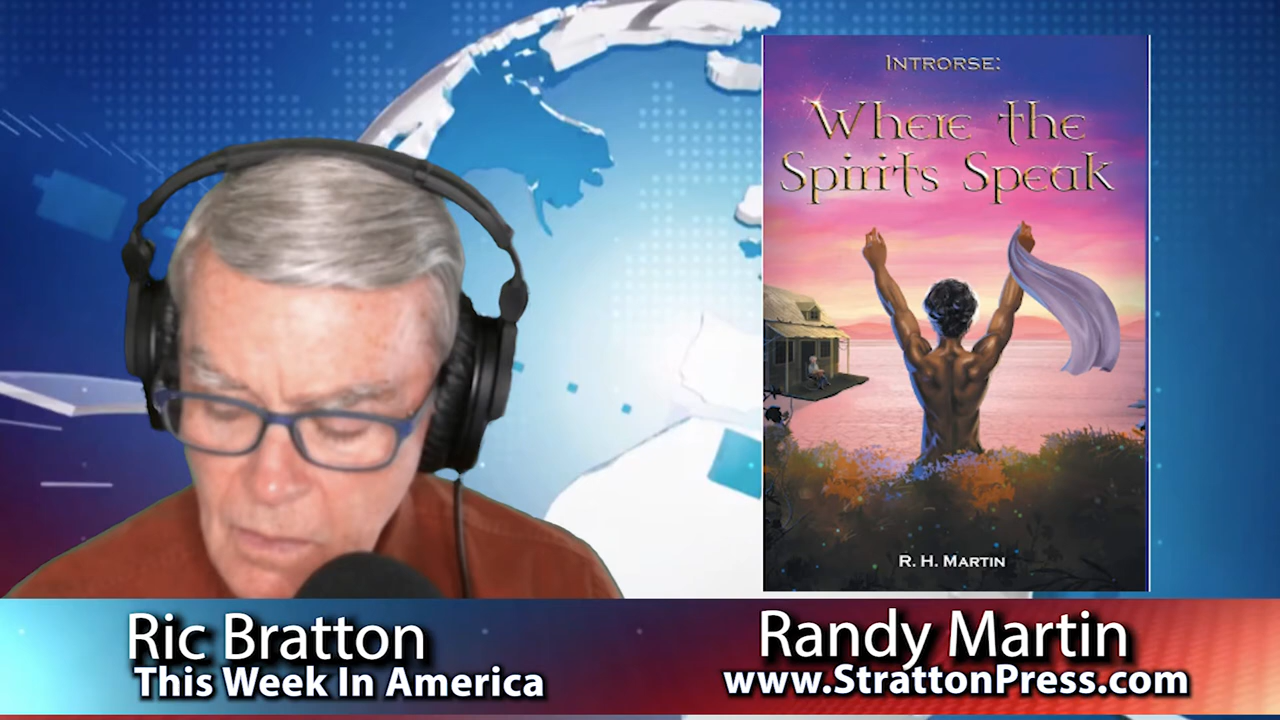 INTRORSE:
Where the
Spirits Speak
R. H. MARTIN
Ric Bratton
This Week In America
Randy Martin
www.StrattonPress.com